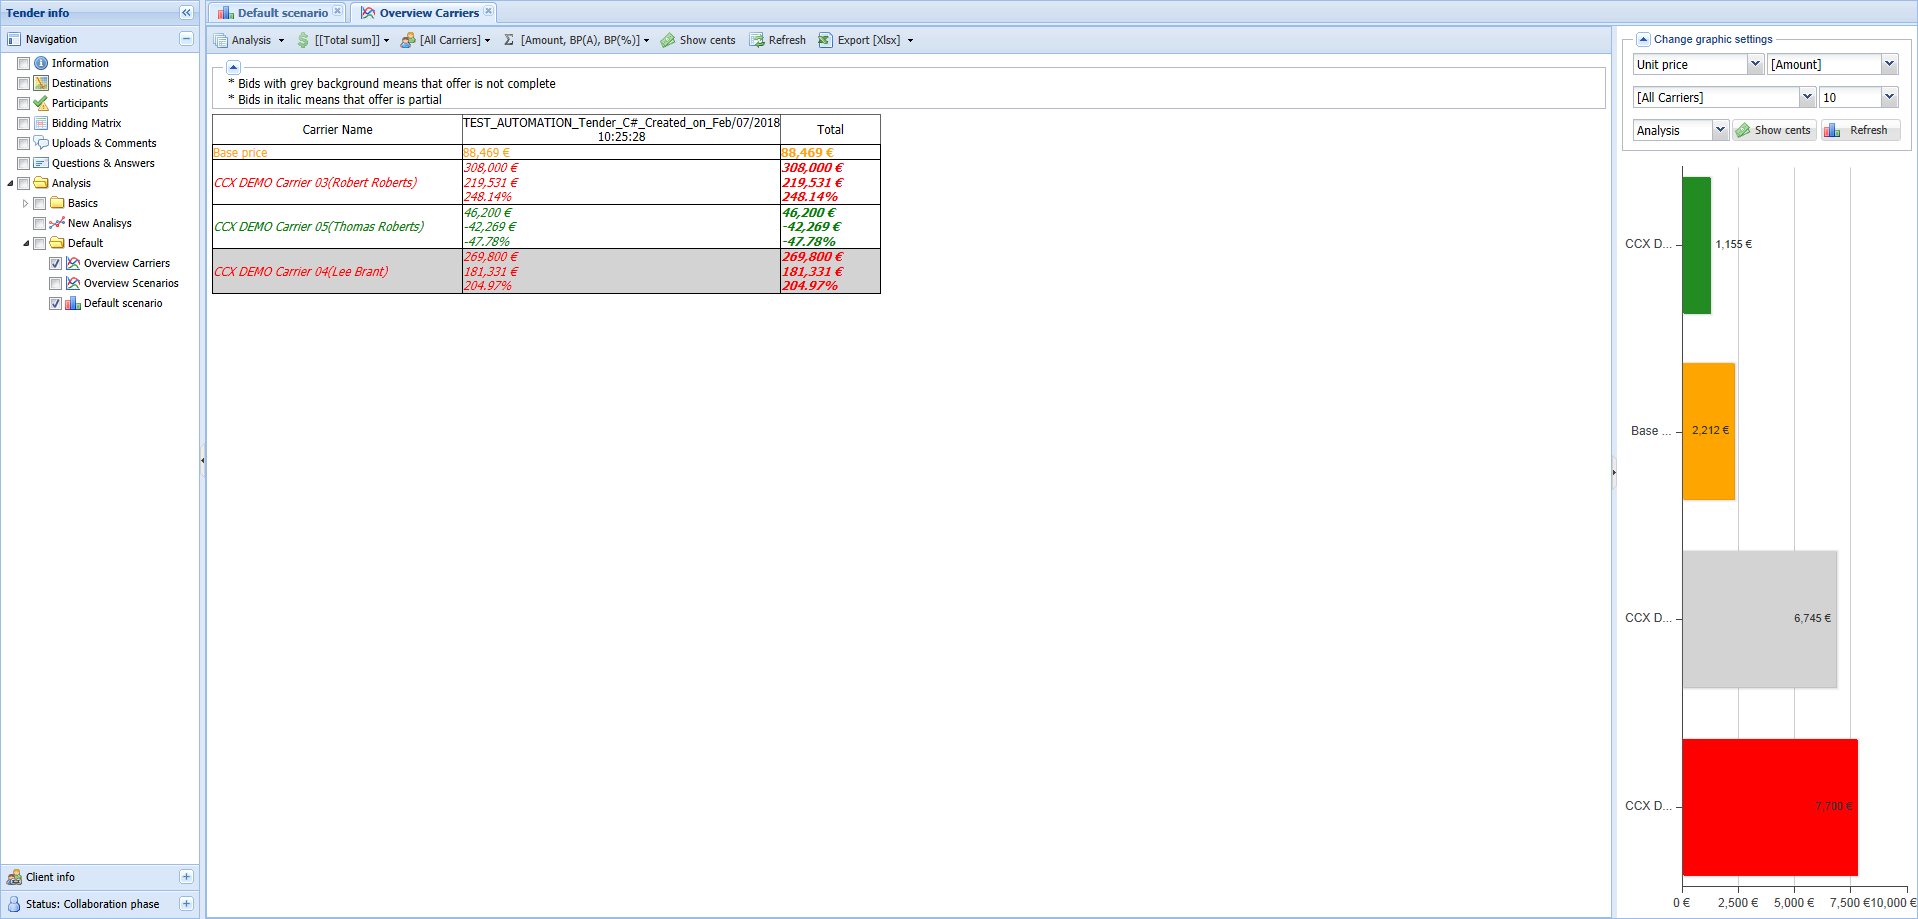 Tender info
Navigation
Information
Destinations
Participants
Bidding Matrix
Uploads & Comments
Questions & Answers
Analysis
Basics
New Analisys
Default
Overview Carriers
Overview Scenarios
Default scenario
Client info
Status: Collaboration phase
Default scenario
Overview Carriers
Analysis
[[Total sum]]
[All Carriers]
Σ [Amount, BP(A), BP(%)]
Show cents
Refresh
Export [Xlsx]
* Bids with grey background means that offer is not complete
* Bids in italic means that offer is partial
Carrier Name
TEST_AUTOMATION_Tender_C#_Created_on_Feb/07/2018
10:25:28
Total
Base price
88,469 €
88,469 €
CCX DEMO Carrier 03(Robert Roberts)
308,000 €
219,531 €
248.14%
308,000 €
219,531 €
248.14%
CCX DEMO Carrier 05(Thomas Roberts)
46,200 €
-42,269 €
-47.78%
46,200 €
-42,269 €
-47.78%
CCX DEMO Carrier 04(Lee Brant)
269,800 €
181,331 €
204.97%
269,800 €
181,331 €
204.97%
Change graphic settings
Unit price
[Amount]
[All Carriers]
10
Analysis
Show cents
Refresh
CCX D...
1,155 €
Base ...
2,212 €
CCX D...
6,745 €
CCX D...
7,700 €
0 €
2,500 €
5,000 €
7,500 €
10,000 €